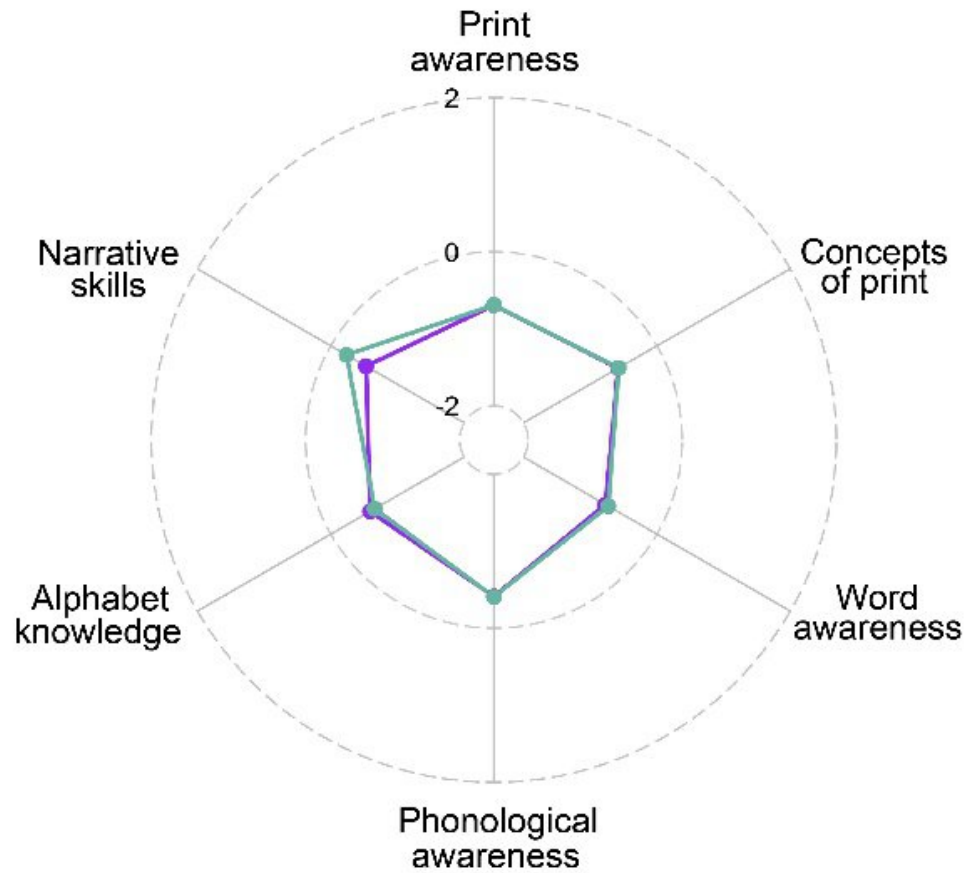 Print
awareness
2
0
-2
Narrative
skills
Concepts
of print
Alphabet
knowledge
Word
awareness
Phonological
awareness